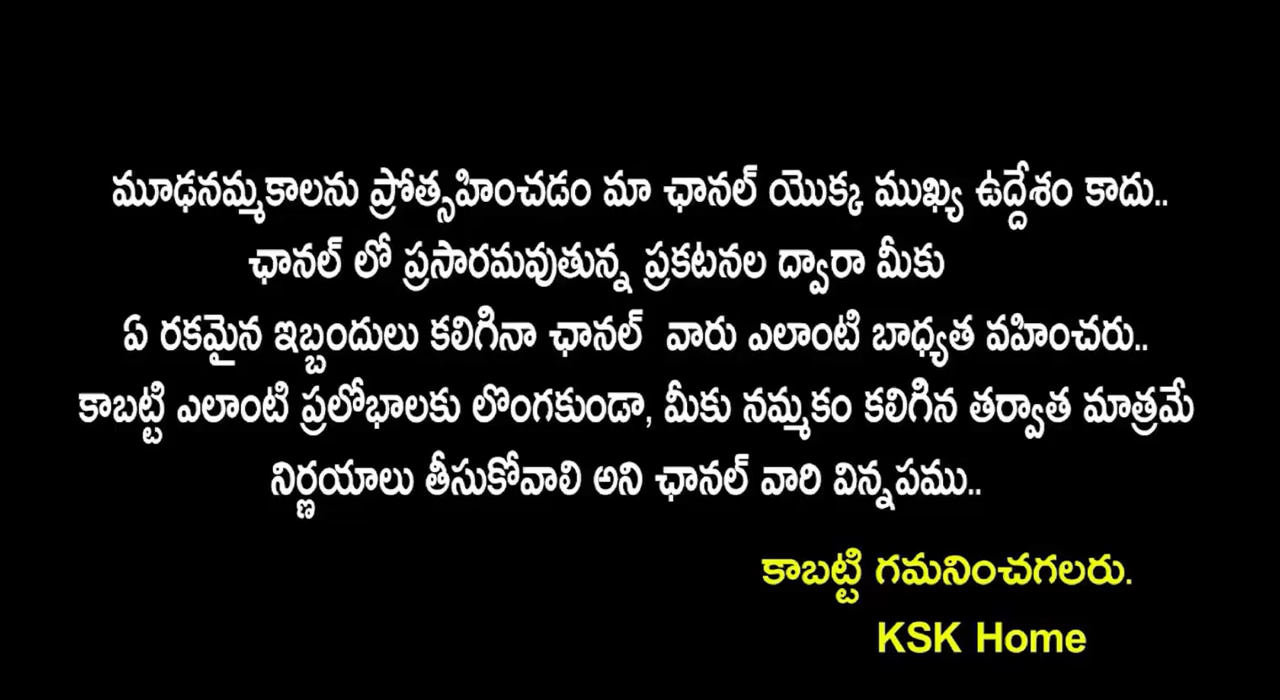 మూఢనమ్మకాలను ప్రోత్సహించడం మా ఛానల్ యొక్క ముఖ్య ఉద్దేశం కాదు..
ఛానల్ లో ప్రసారమవుతున్న ప్రకటనల ద్వారా మీకు
ఏ రకమైన ఇబ్బందులు కలిగినా ఛానల్ వారు ఎలాంటి బాధ్యత వహించరు..
కాబట్టి ఎలాంటి ప్రలోభాలకు లొంగకుండా, మీకు నమ్మకం కలిగిన తర్వాత మాత్రమే
నిర్ణయాలు తీసుకోవాలి అని ఛానల్ వారి విన్నపము..
కాబట్టి గమనించగలరు.
KSK Home